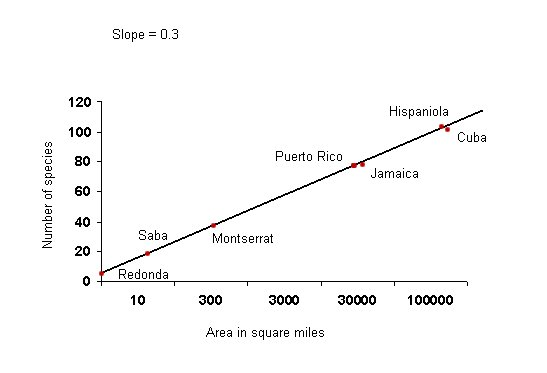 Slope = 0.3
120
Hispaniola
100
Cuba
Puerto Rico
80
Jamaica
60
Number of species
40
Saba
Montserrat
20
Redonda
0
10 300 3000 30000 100000
Area in square miles